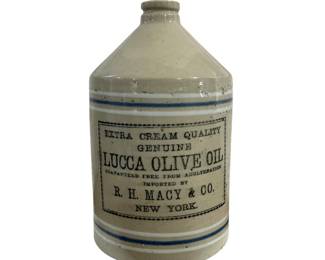 EXTRA CREAM QUALITY
GENUINE
LUCCA OLIVE OIL
GUARANTEED FREE FROM ADULTERATION
IMPORTED BY
R. H. MACY & CO.
NEW YORK.